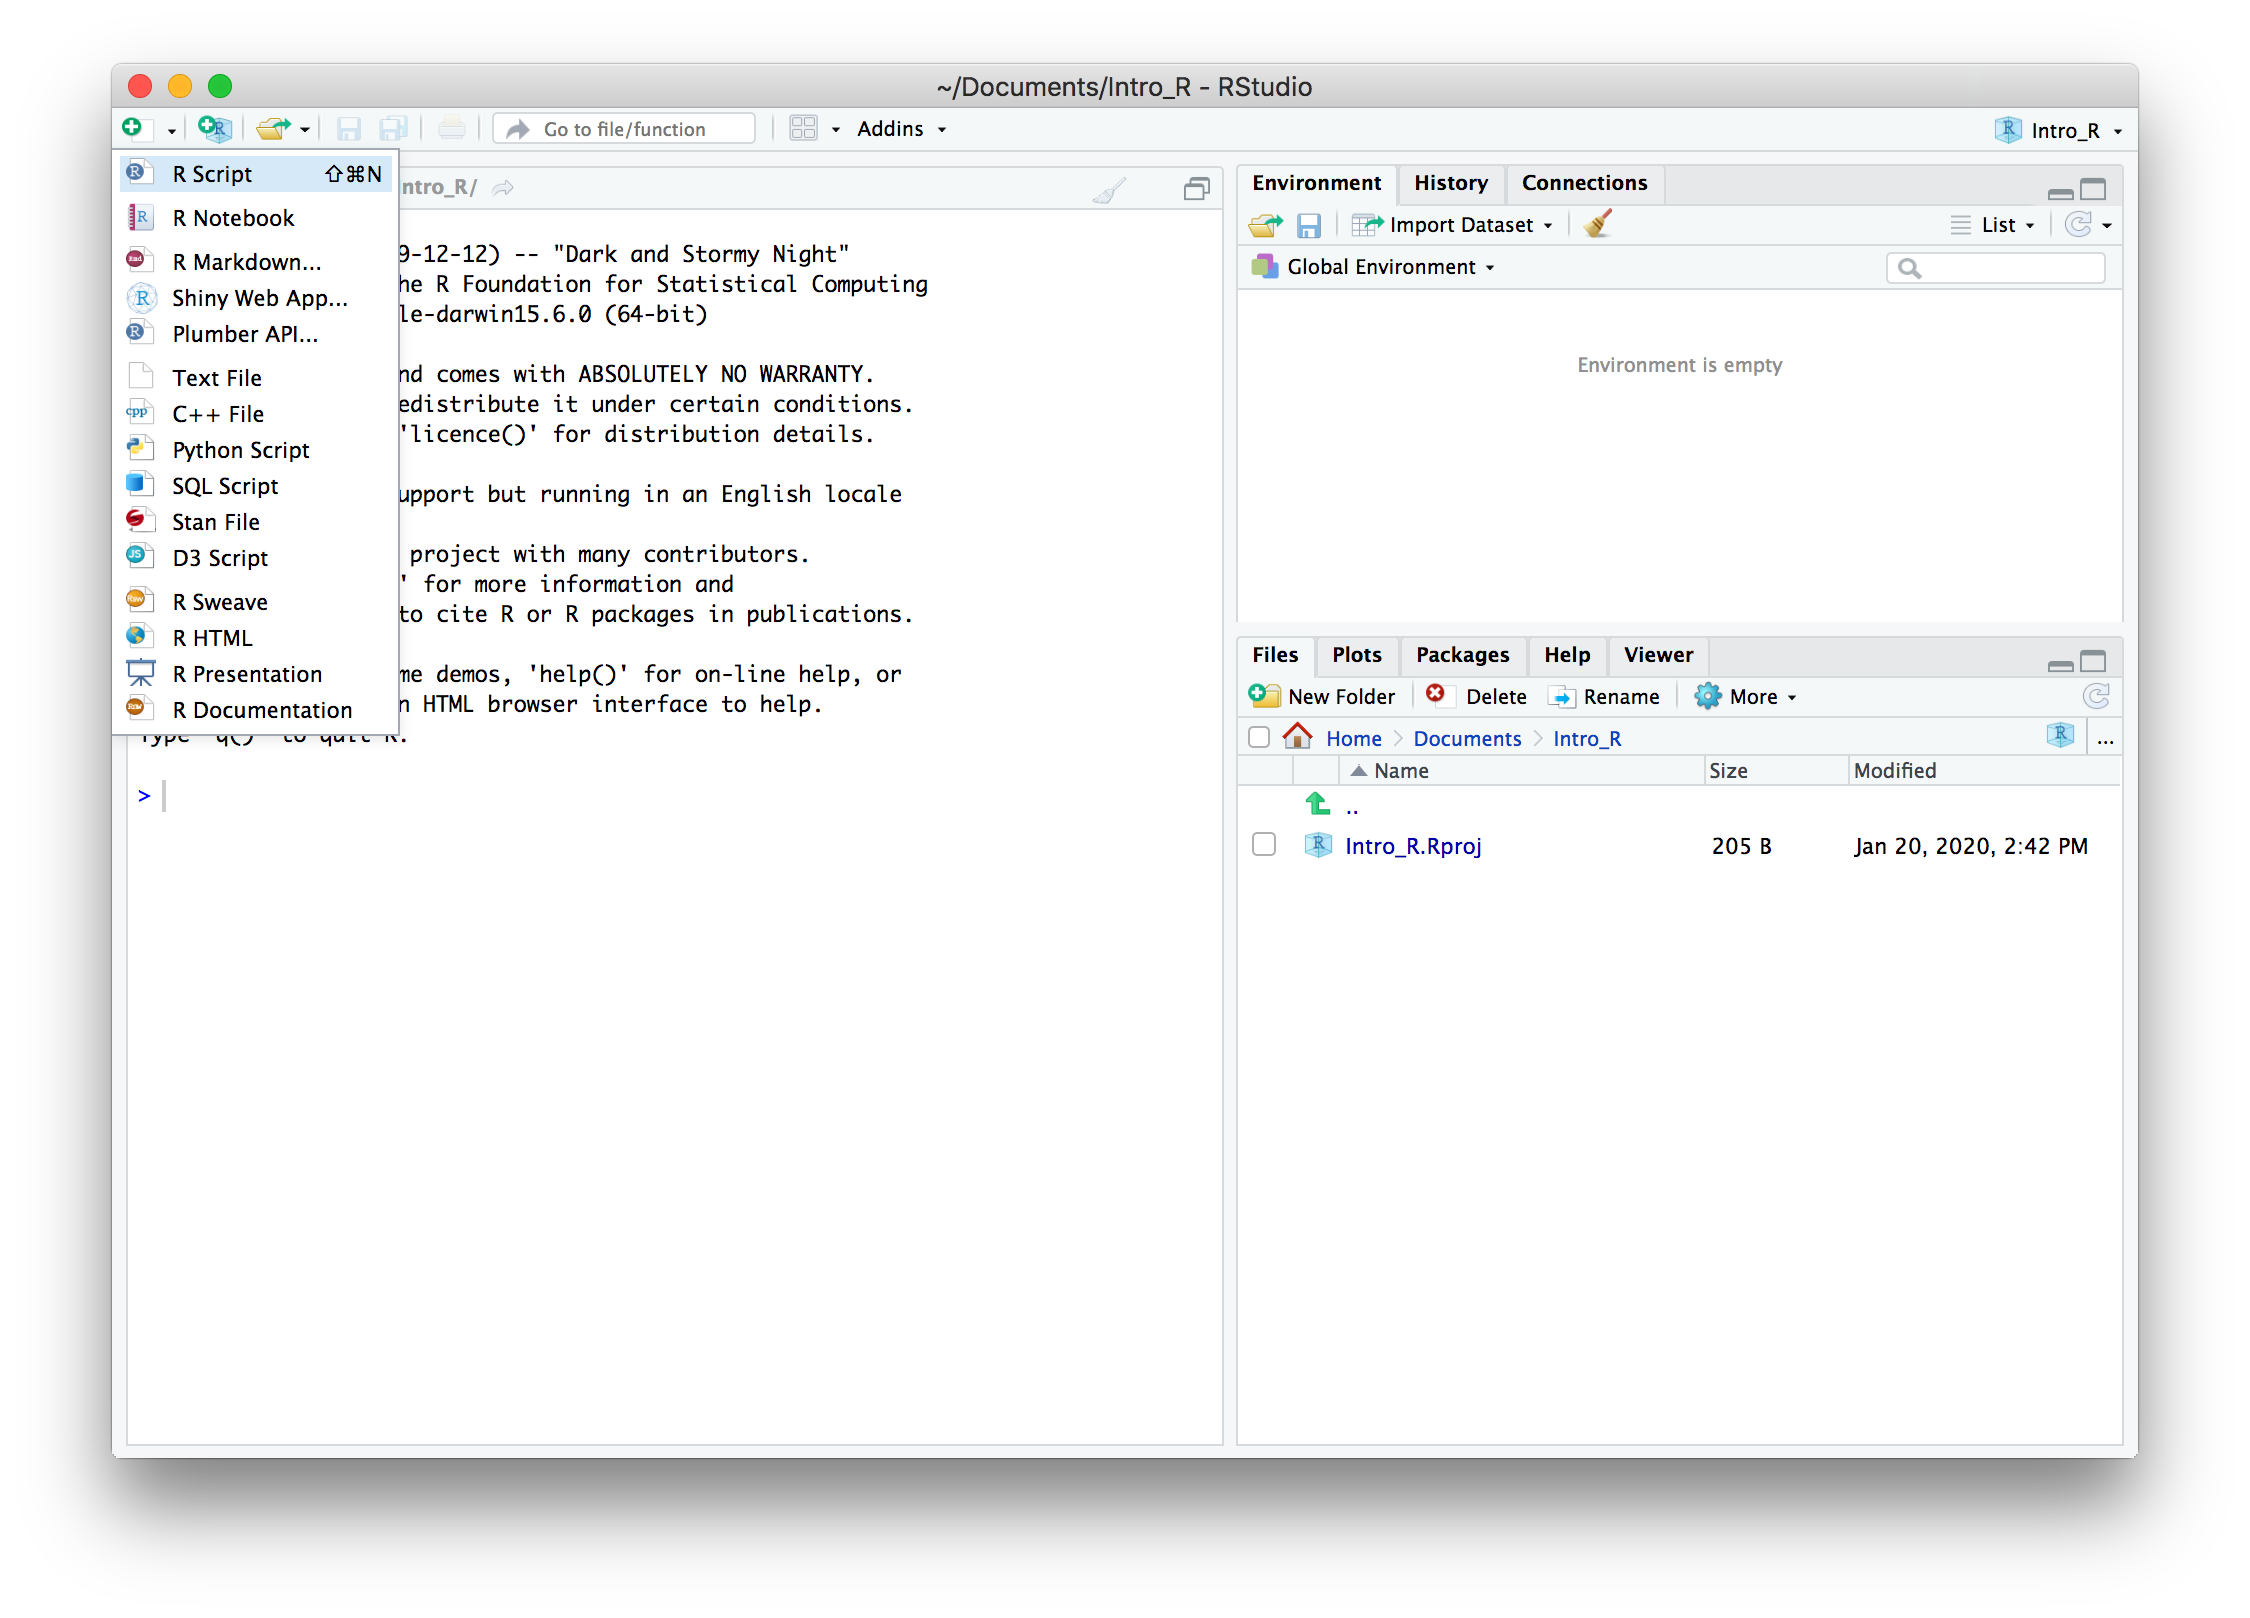 ~/Documents/Intro_R - RStudio
Go to file/function
Addins
Intro_R
R Script ⇧⌘N
R Notebook
R Markdown...
Shiny Web App...
Plumber API...
Text File
C++ File
Python Script
SQL Script
Stan File
D3 Script
R Sweave
R HTML
R Presentation
R Documentation
ntro_R/
9-12-12) -- "Dark and Stormy Night"
he R Foundation for Statistical Computing
le-darwin15.6.0 (64-bit)
nd comes with ABSOLUTELY NO WARRANTY.
edistribute it under certain conditions.
'licence()' for distribution details.
upport but running in an English locale
project with many contributors.
' for more information and
to cite R or R packages in publications.
me demos, 'help()' for on-line help, or
n HTML browser interface to help.
Type 'q()' to quit R.
>
Environment History Connections
Import Dataset List
Global Environment
Environment is empty
Files Plots Packages Help Viewer
New Folder Delete Rename More
Home Documents Intro_R ...
Name Size Modified
..
Intro_R.Rproj 205 B Jan 20, 2020, 2:42 PM